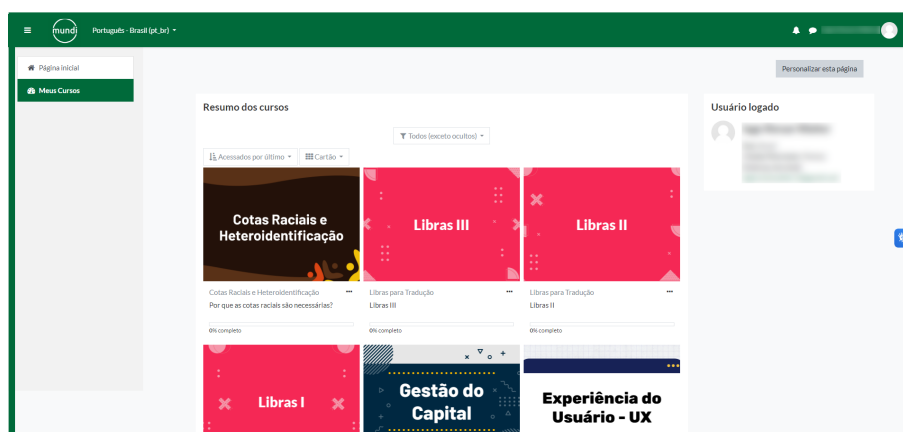 mundi
Português - Brasil (pt_br)
Página inicial
Meus Cursos
Personalizar esta página
Resumo dos cursos
Todos (exceto ocultos)
Acessados por último
Cartão
Cotas Raciais e
Heteroidentificação
Libras III
Libras II
Cotas Raciais e Heteroidentificação
Por que as cotas raciais são necessárias?
0% completo
Libras para Tradução
Libras III
0% completo
Libras para Tradução
Libras II
0% completo
Libras I
Gestão do
Capital
Experiência do
Usuário - UX
Usuário logado